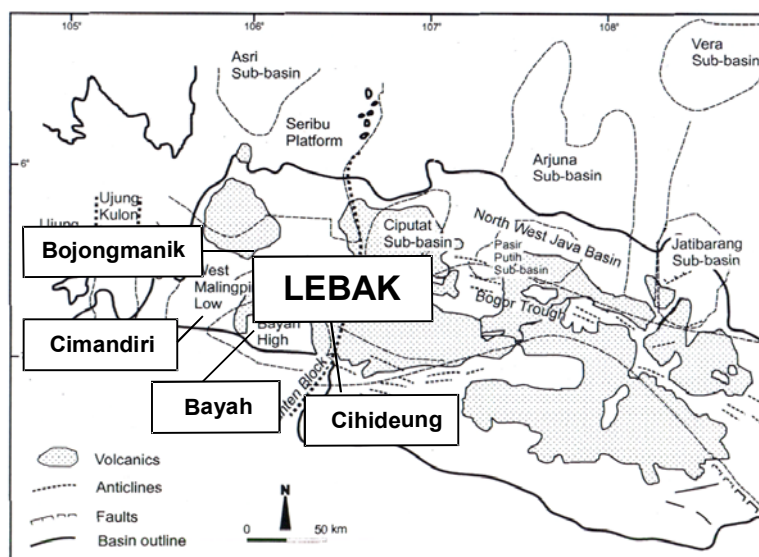 105°
106°
107°
108°
Asri
Sub-basin
Vera
Sub-basin
Seribu
Platform
6°
Arjuna
Sub-basin
Ujung
Kulon
Ciputat
Sub-basin
North West Java Basin
Jatibarang
Sub-basin
Pasir
Putih
Sub-basin
Bojongmanik
West
Malingpi
Low
LEBAK
Bogor Trough
Cimandiri
Bayah
High
Bayah
Block
Cihideung
Volcanics
Anticlines
Faults
Basin outline
N
0
50 km